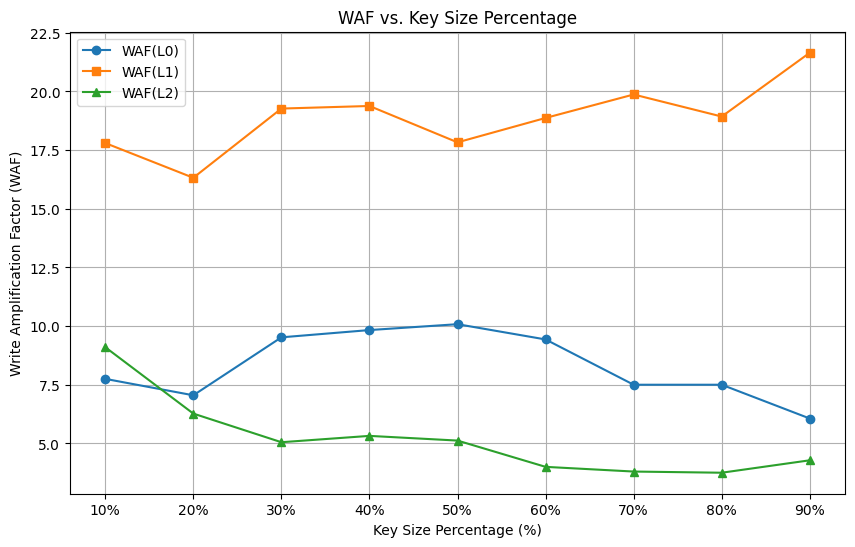 WAF vs. Key Size Percentage
WAF(L0)
WAF(L1)
WAF(L2)
Write Amplification Factor (WAF)
22.5
20.0
17.5
15.0
12.5
10.0
7.5
5.0
10% 20% 30% 40% 50% 60% 70% 80% 90%
Key Size Percentage (%)